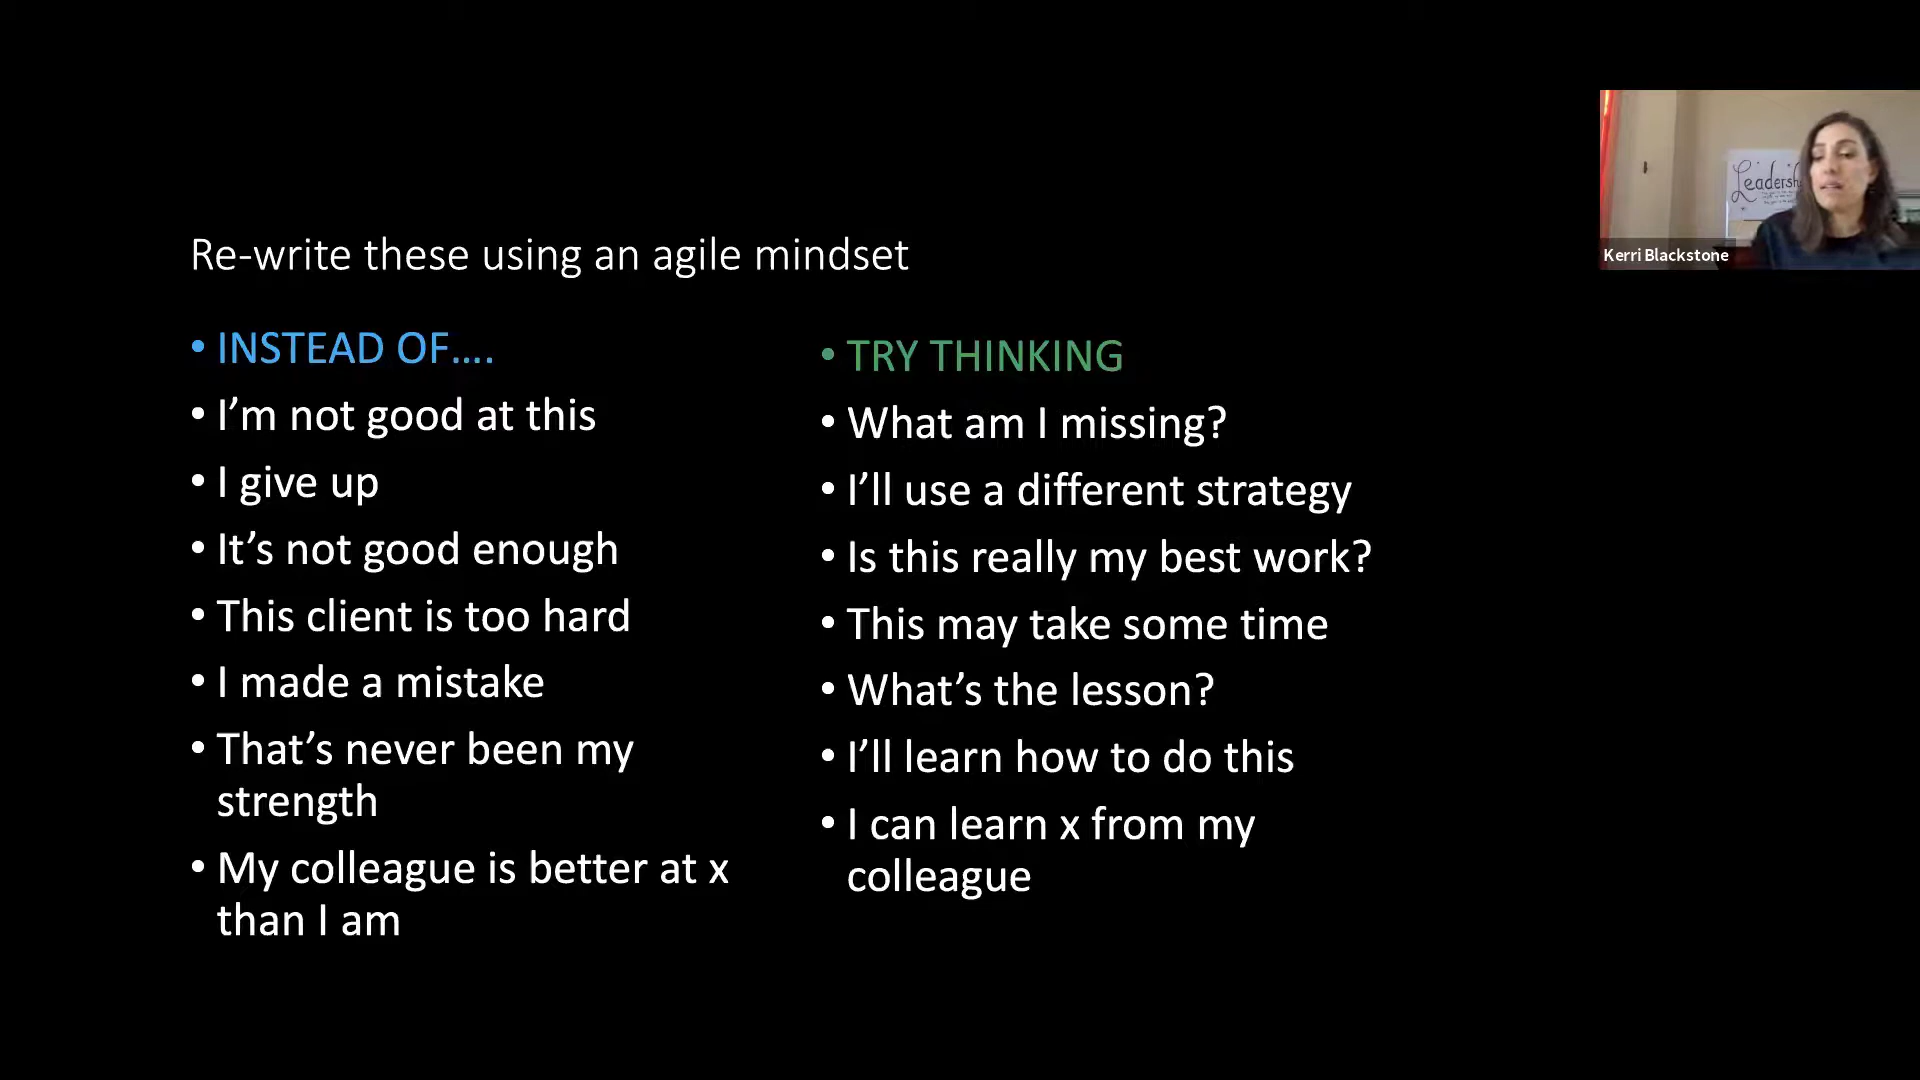 Re-write these using an agile mindset
• INSTEAD OF....
• I’m not good at this
• I give up
• It’s not good enough
• This client is too hard
• I made a mistake
• That’s never been my
strength
• My colleague is better at x
than I am
• TRY THINKING
• What am I missing?
• I’ll use a different strategy
• Is this really my best work?
• This may take some time
• What’s the lesson?
• I’ll learn how to do this
• I can learn x from my
colleague
Leadersh
Kerri Blackstone